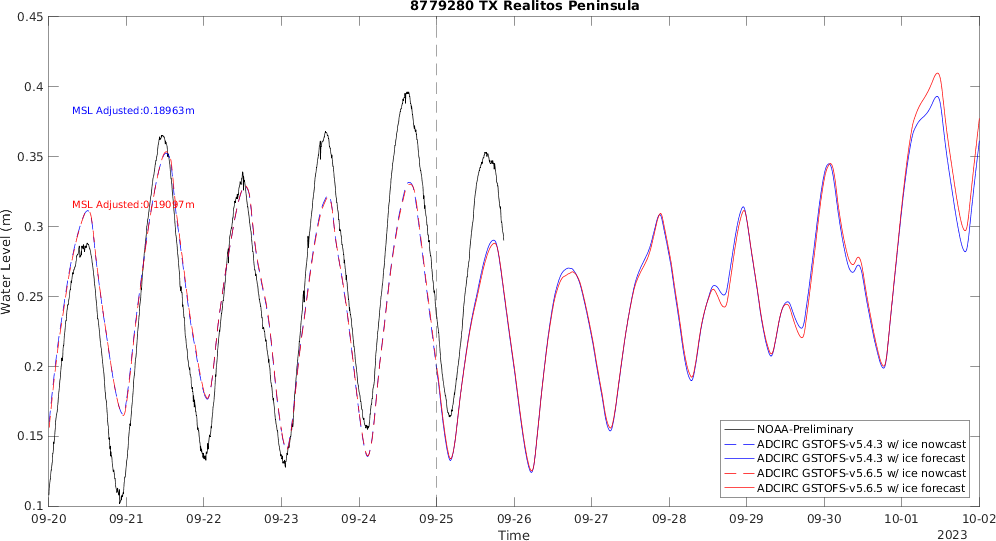 8779280 TX Realitos Peninsula
0.45
0.4
0.35
0.3
0.25
0.2
0.15
0.1
Water Level (m)
MSL Adjusted:0.18963m
MSL Adjusted:0.19097m
NOAA-Preliminary
ADCIRC GSTOFS-v5.4.3 w/ ice nowcast
ADCIRC GSTOFS-v5.4.3 w/ ice forecast
ADCIRC GSTOFS-v5.6.5 w/ ice nowcast
ADCIRC GSTOFS-v5.6.5 w/ ice forecast
09-20 09-21 09-22 09-23 09-24 09-25 09-26 09-27 09-28 09-29 09-30 10-01 10-02
Time
2023